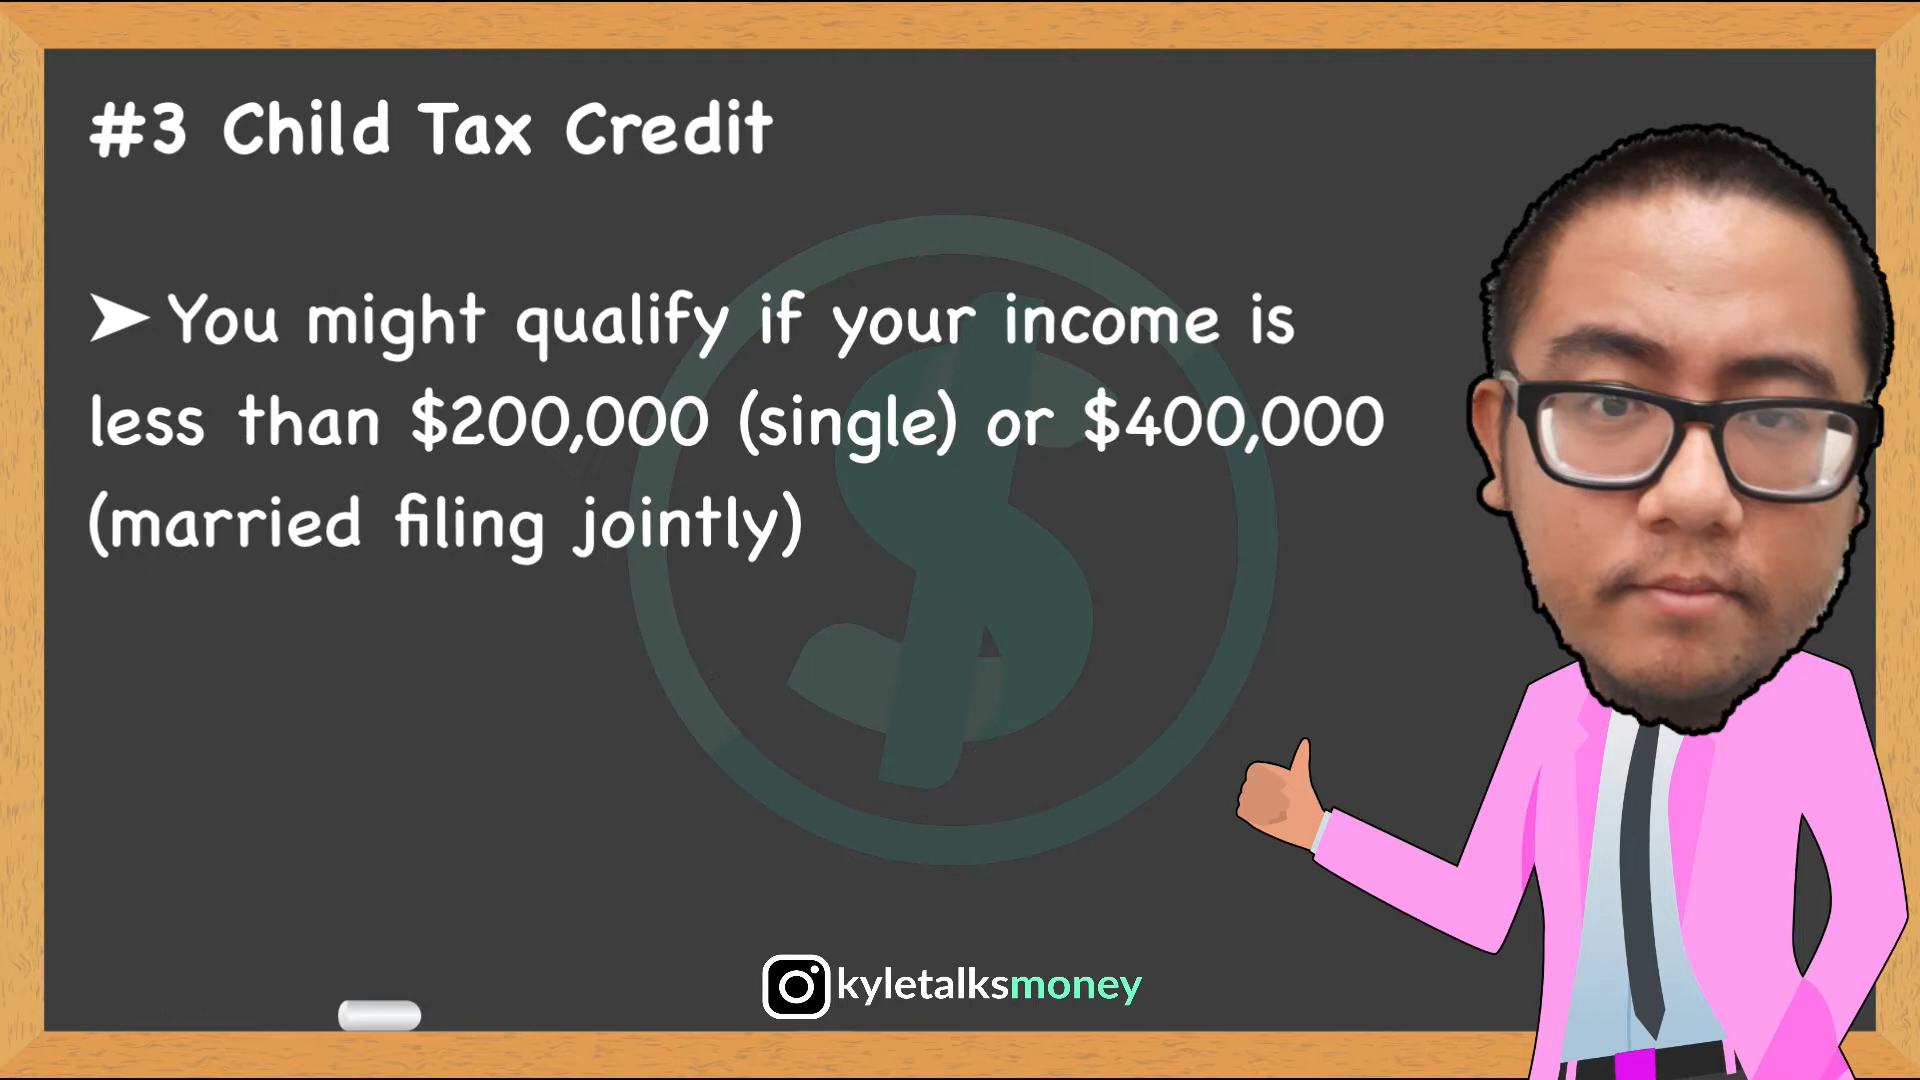 #3 Child Tax Credit
➤ You might qualify if your income is
less than $200,000 (single) or $400,000
(married filing jointly)
kyletalksmoney